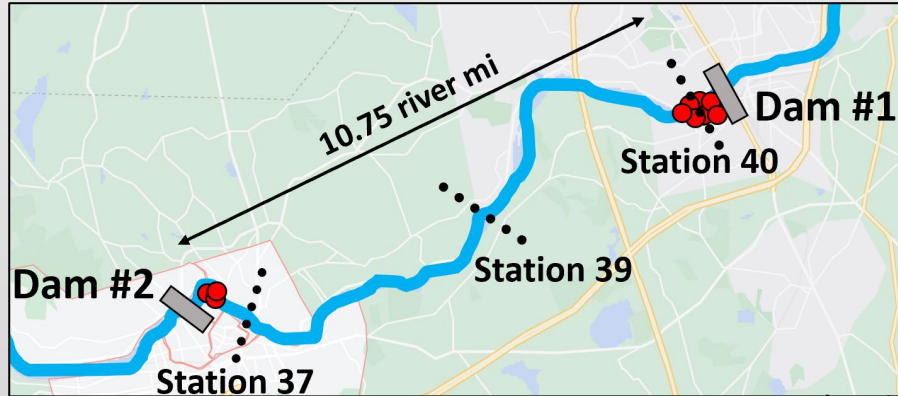 10.75 river mi
Dam #1
Station 40
Station 39
Dam #2
Station 37